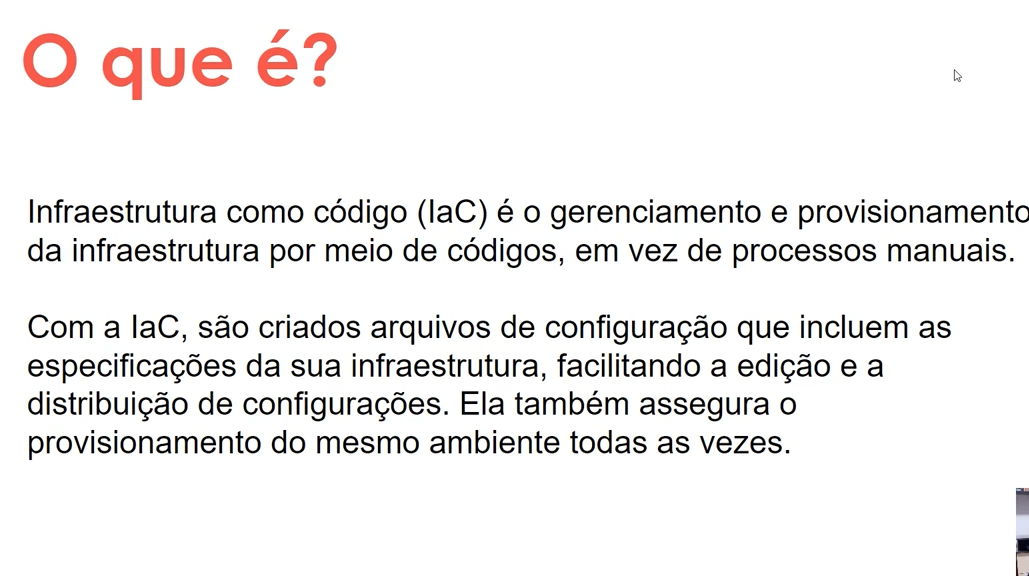 O que é?
Infraestrutura como código (IaC) é o gerenciamento e provisionamento
da infraestrutura por meio de códigos, em vez de processos manuais.
Com a IaC, são criados arquivos de configuração que incluem as
especificações da sua infraestrutura, facilitando a edição e a
distribuição de configurações. Ela também assegura o
provisionamento do mesmo ambiente todas as vezes.